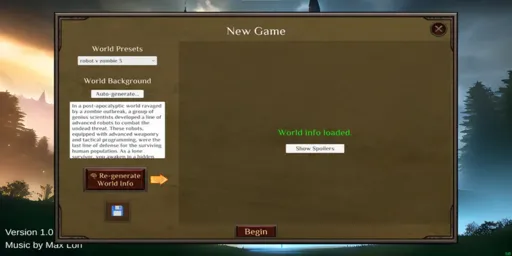 New Game
World Presets
robot v zombie 5
World Background
Auto-generate...
In a post-apocalyptic world ravaged
by a zombie outbreak, a group of
genius scientists developed a line of
advanced robots to combat the
undead threat. These robots,
equipped with advanced weaponry
and tactical programming, were the
last line of defense for the surviving
human population. As a lone
survivor, you awaken in a hidden
Re-generate
World Info
World info loaded.
Show Spoilers
Begin
Version 1.0
Music by Max